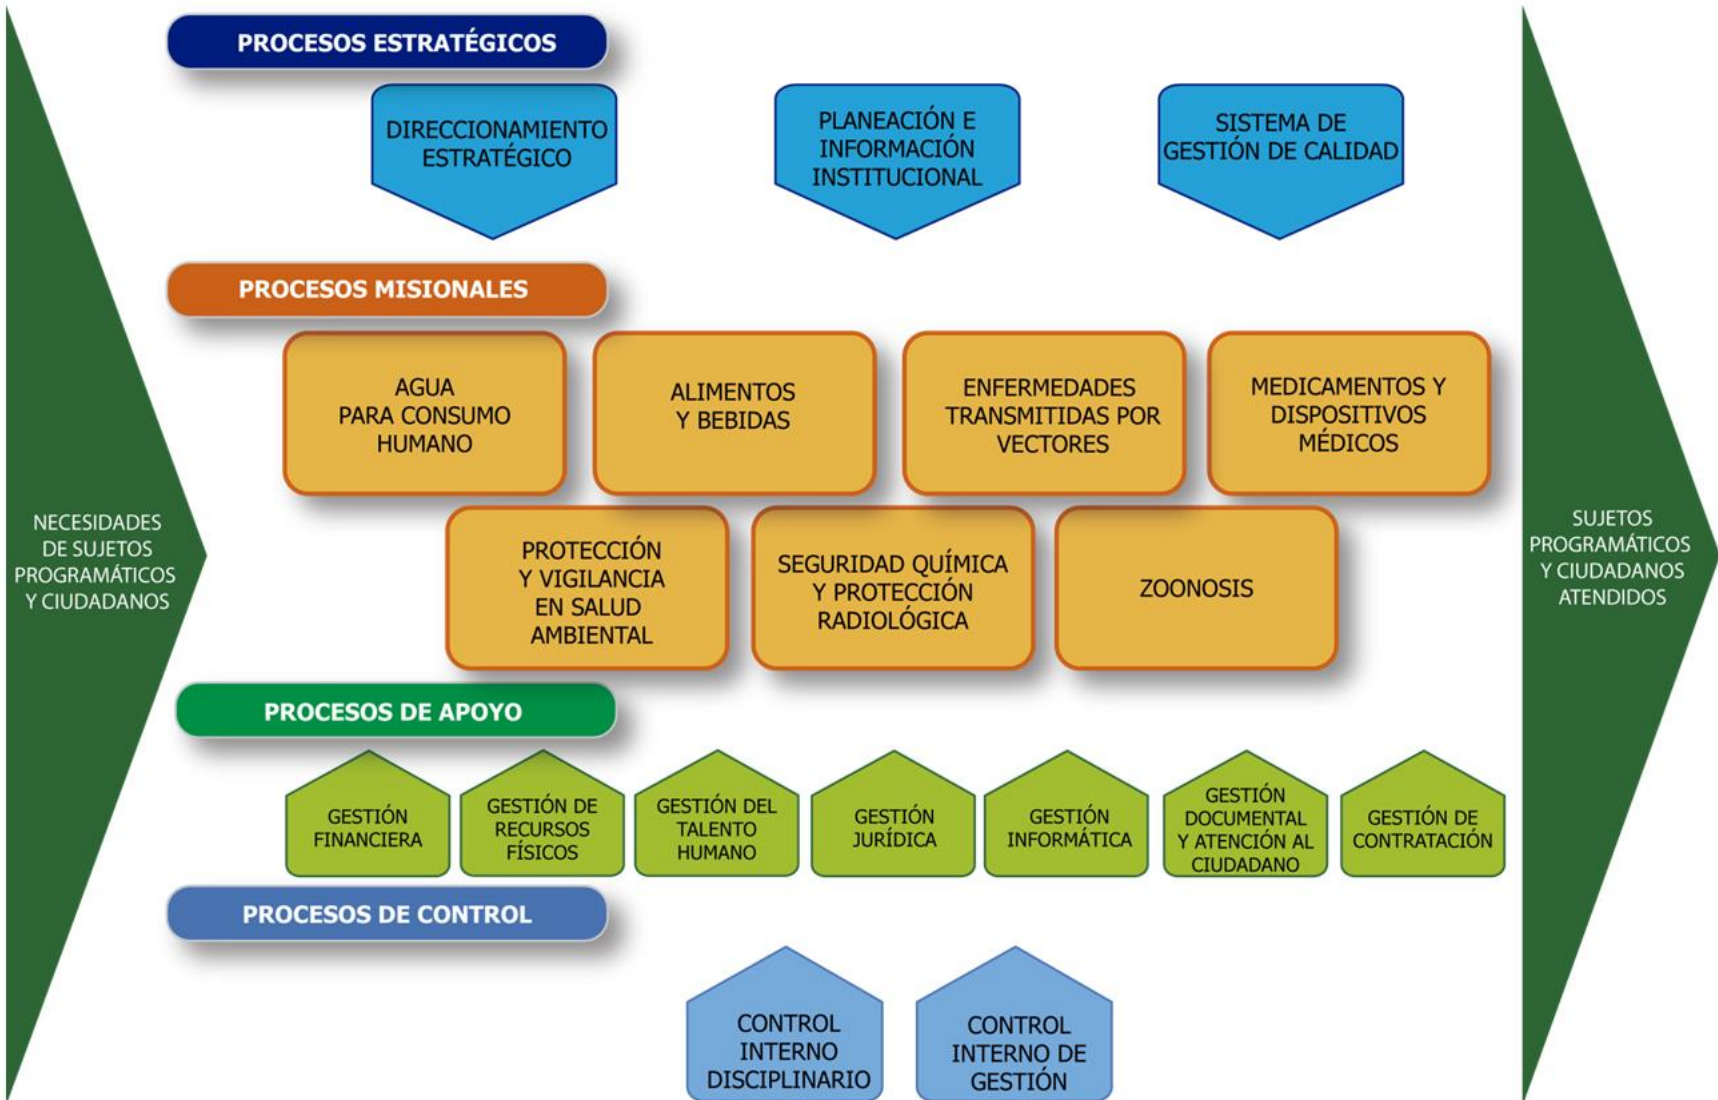 PROCESOS ESTRATÉGICOS
DIRECCIONAMIENTO
ESTRATÉGICO
PLANEACIÓN E
INFORMACIÓN
INSTITUCIONAL
SISTEMA DE
GESTIÓN DE CALIDAD
PROCESOS MISIONALES
AGUA
PARA CONSUMO
HUMANO
ALIMENTOS
Y BEBIDAS
ENFERMEDADES
TRANSMITIDAS POR
VECTORES
MEDICAMENTOS Y
DISPOSITIVOS
MÉDICOS
NECESIDADES
DE SUJETOS
PROGRAMÁTICOS
Y CIUDADANOS
PROTECCIÓN
Y VIGILANCIA
EN SALUD
AMBIENTAL
SEGURIDAD QUÍMICA
Y PROTECCIÓN
RADIOLÓGICA
ZOONOSIS
SUJETOS
PROGRAMÁTICOS
Y CIUDADANOS
ATENDIDOS
PROCESOS DE APOYO
GESTIÓN
FINANCIERA
GESTIÓN DE
RECURSOS
FÍSICOS
GESTIÓN DEL
TALENTO
HUMANO
GESTIÓN
JURÍDICA
GESTIÓN
INFORMÁTICA
GESTIÓN
DOCUMENTAL
Y ATENCIÓN AL
CIUDADANO
GESTIÓN DE
CONTRATACIÓN
PROCESOS DE CONTROL
CONTROL
INTERNO
DISCIPLINARIO
CONTROL
INTERNO DE
GESTIÓN